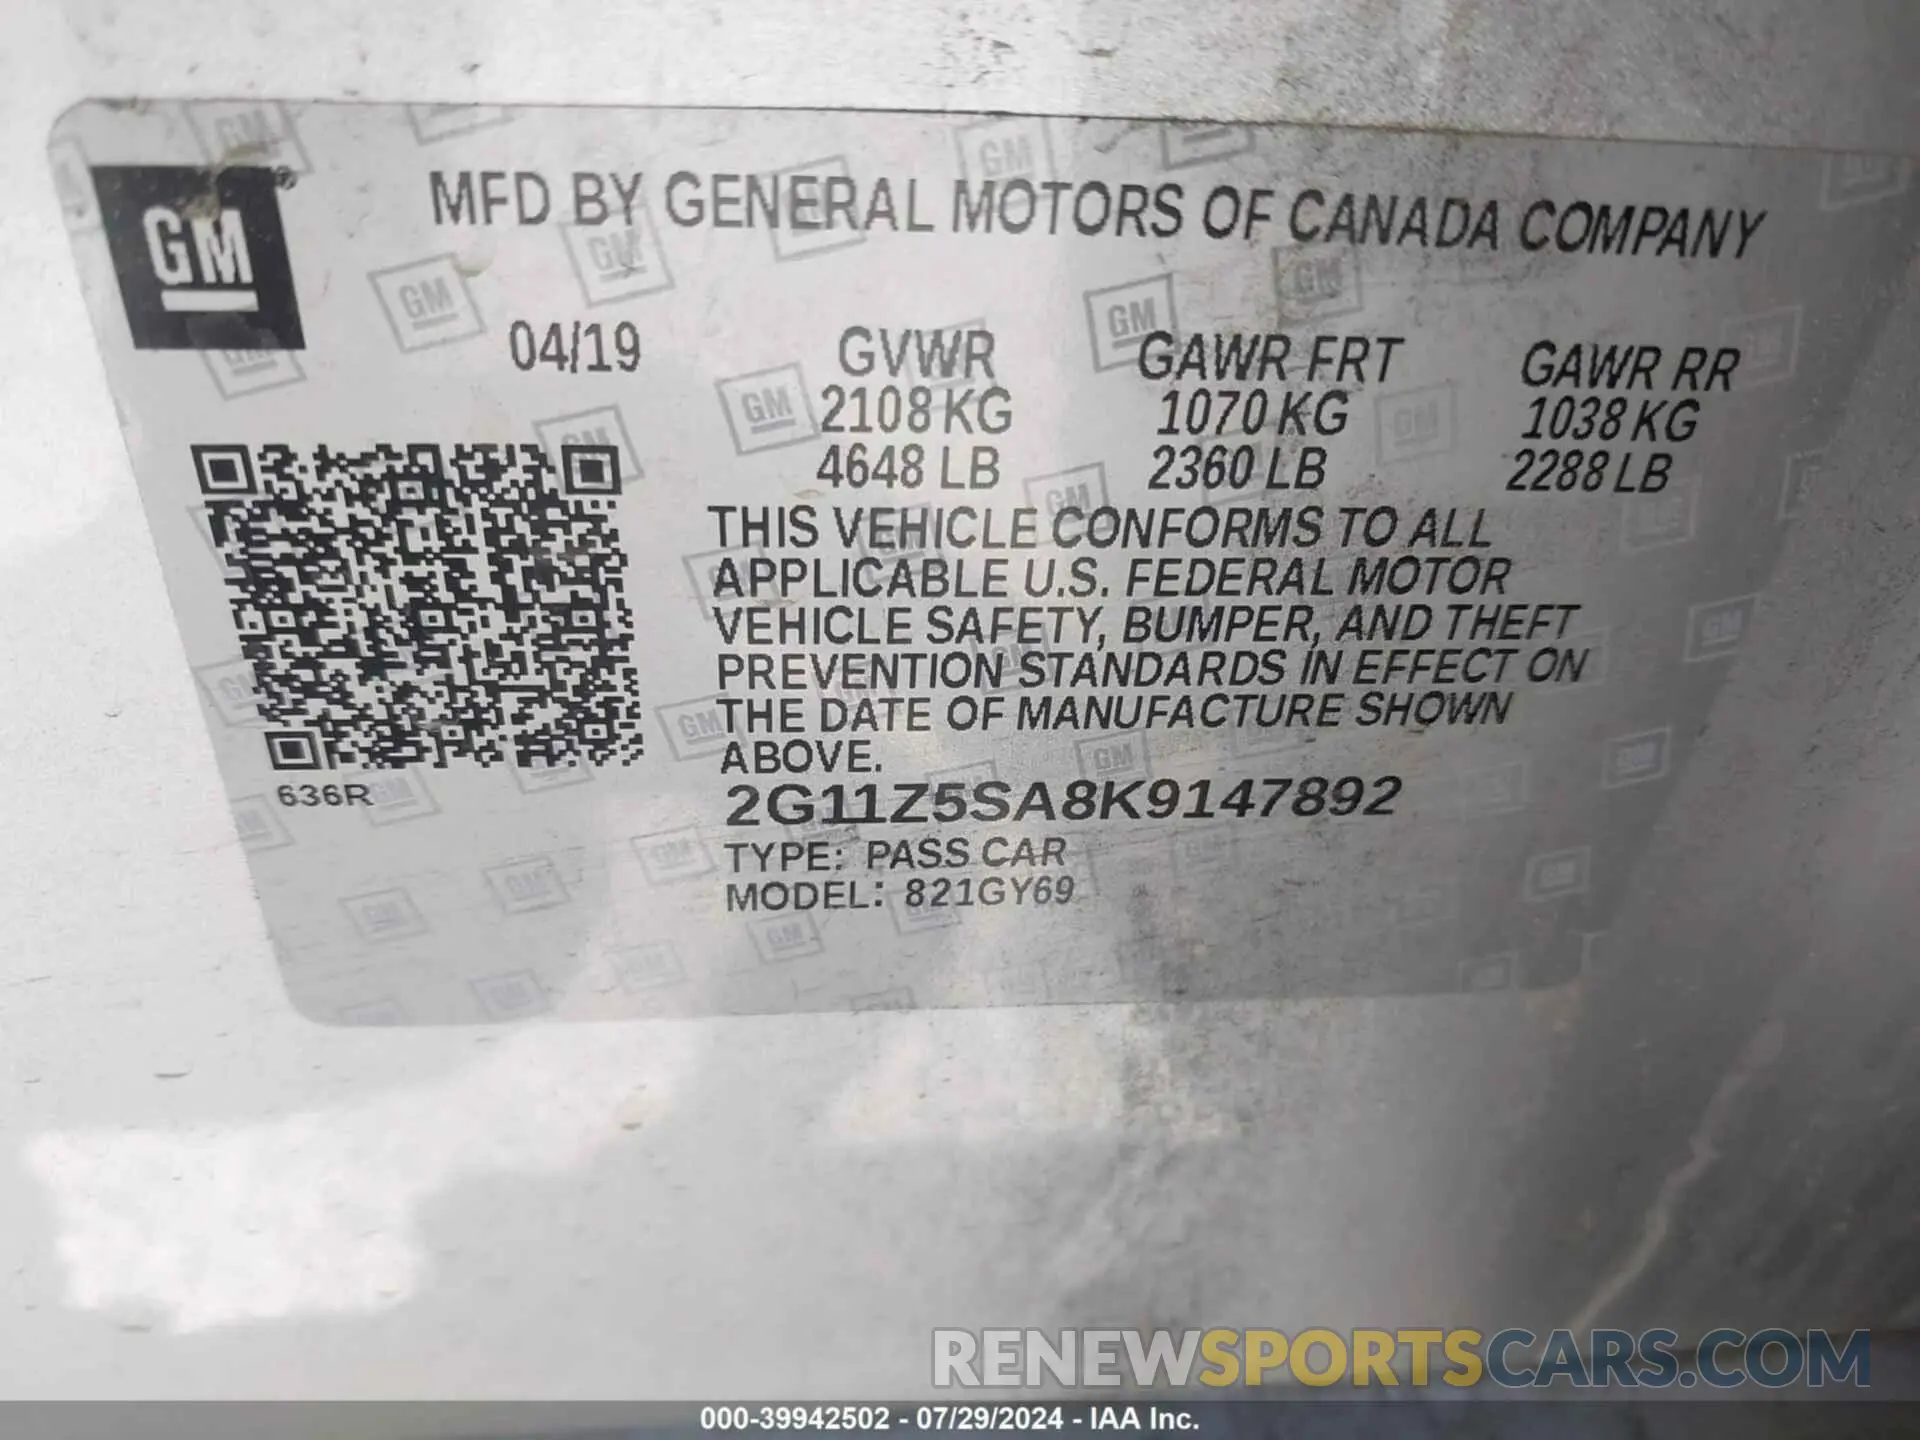 GM®
MFD BY GENERAL MOTORS OF CANADA COMPANY
04/19 GVWR GAWR FRT GAWR RR
2108 KG 1070 KG 1038 KG
4648 LB 2360 LB 2288 LB
THIS VEHICLE CONFORMS TO ALL
APPLICABLE U.S. FEDERAL MOTOR
VEHICLE SAFETY, BUMPER, AND THEFT
PREVENTION STANDARDS IN EFFECT ON
THE DATE OF MANUFACTURE SHOWN
ABOVE.
636R
2G11Z5SA8K9147892
TYPE: PASS CAR
MODEL: 821GY69
RENEWSPORTSCARS.COM
000-39942502 - 07/29/2024 - IAA Inc.